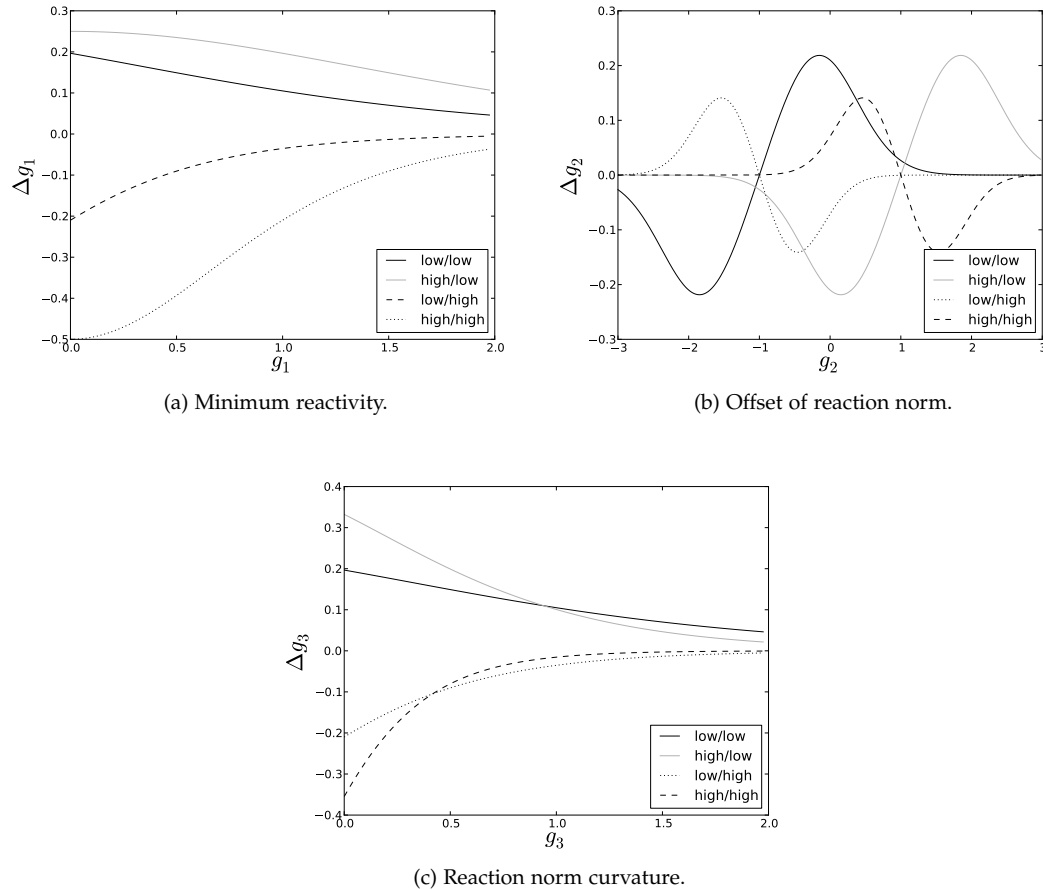 0.3
0.2
0.1
0.0
−0.1
−0.2
−0.3
−0.4
−0.5
Δg₁
0.0 0.5 1.0 1.5 2.0
g₁
low/low
high/low
low/high
high/high
(a) Minimum reactivity.
0.3
0.2
0.1
0.0
−0.1
−0.2
−0.3
Δg₂
−3 −2 −1 0 1 2 3
g₂
low/low
high/low
low/high
high/high
(b) Offset of reaction norm.
0.4
0.3
0.2
0.1
0.0
−0.1
−0.2
−0.3
−0.4
Δg₃
0.0 0.5 1.0 1.5 2.0
g₃
low/low
high/low
low/high
high/high
(c) Reaction norm curvature.